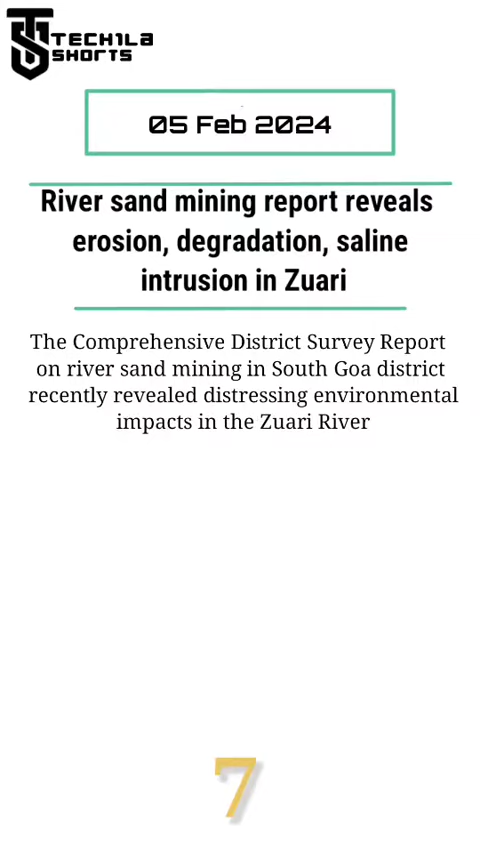 TECH1LA
SHORTS
05 Feb 2024
River sand mining report reveals
erosion, degradation, saline
intrusion in Zuari
The Comprehensive District Survey Report
on river sand mining in South Goa district
recently revealed distressing environmental
impacts in the Zuari River
7